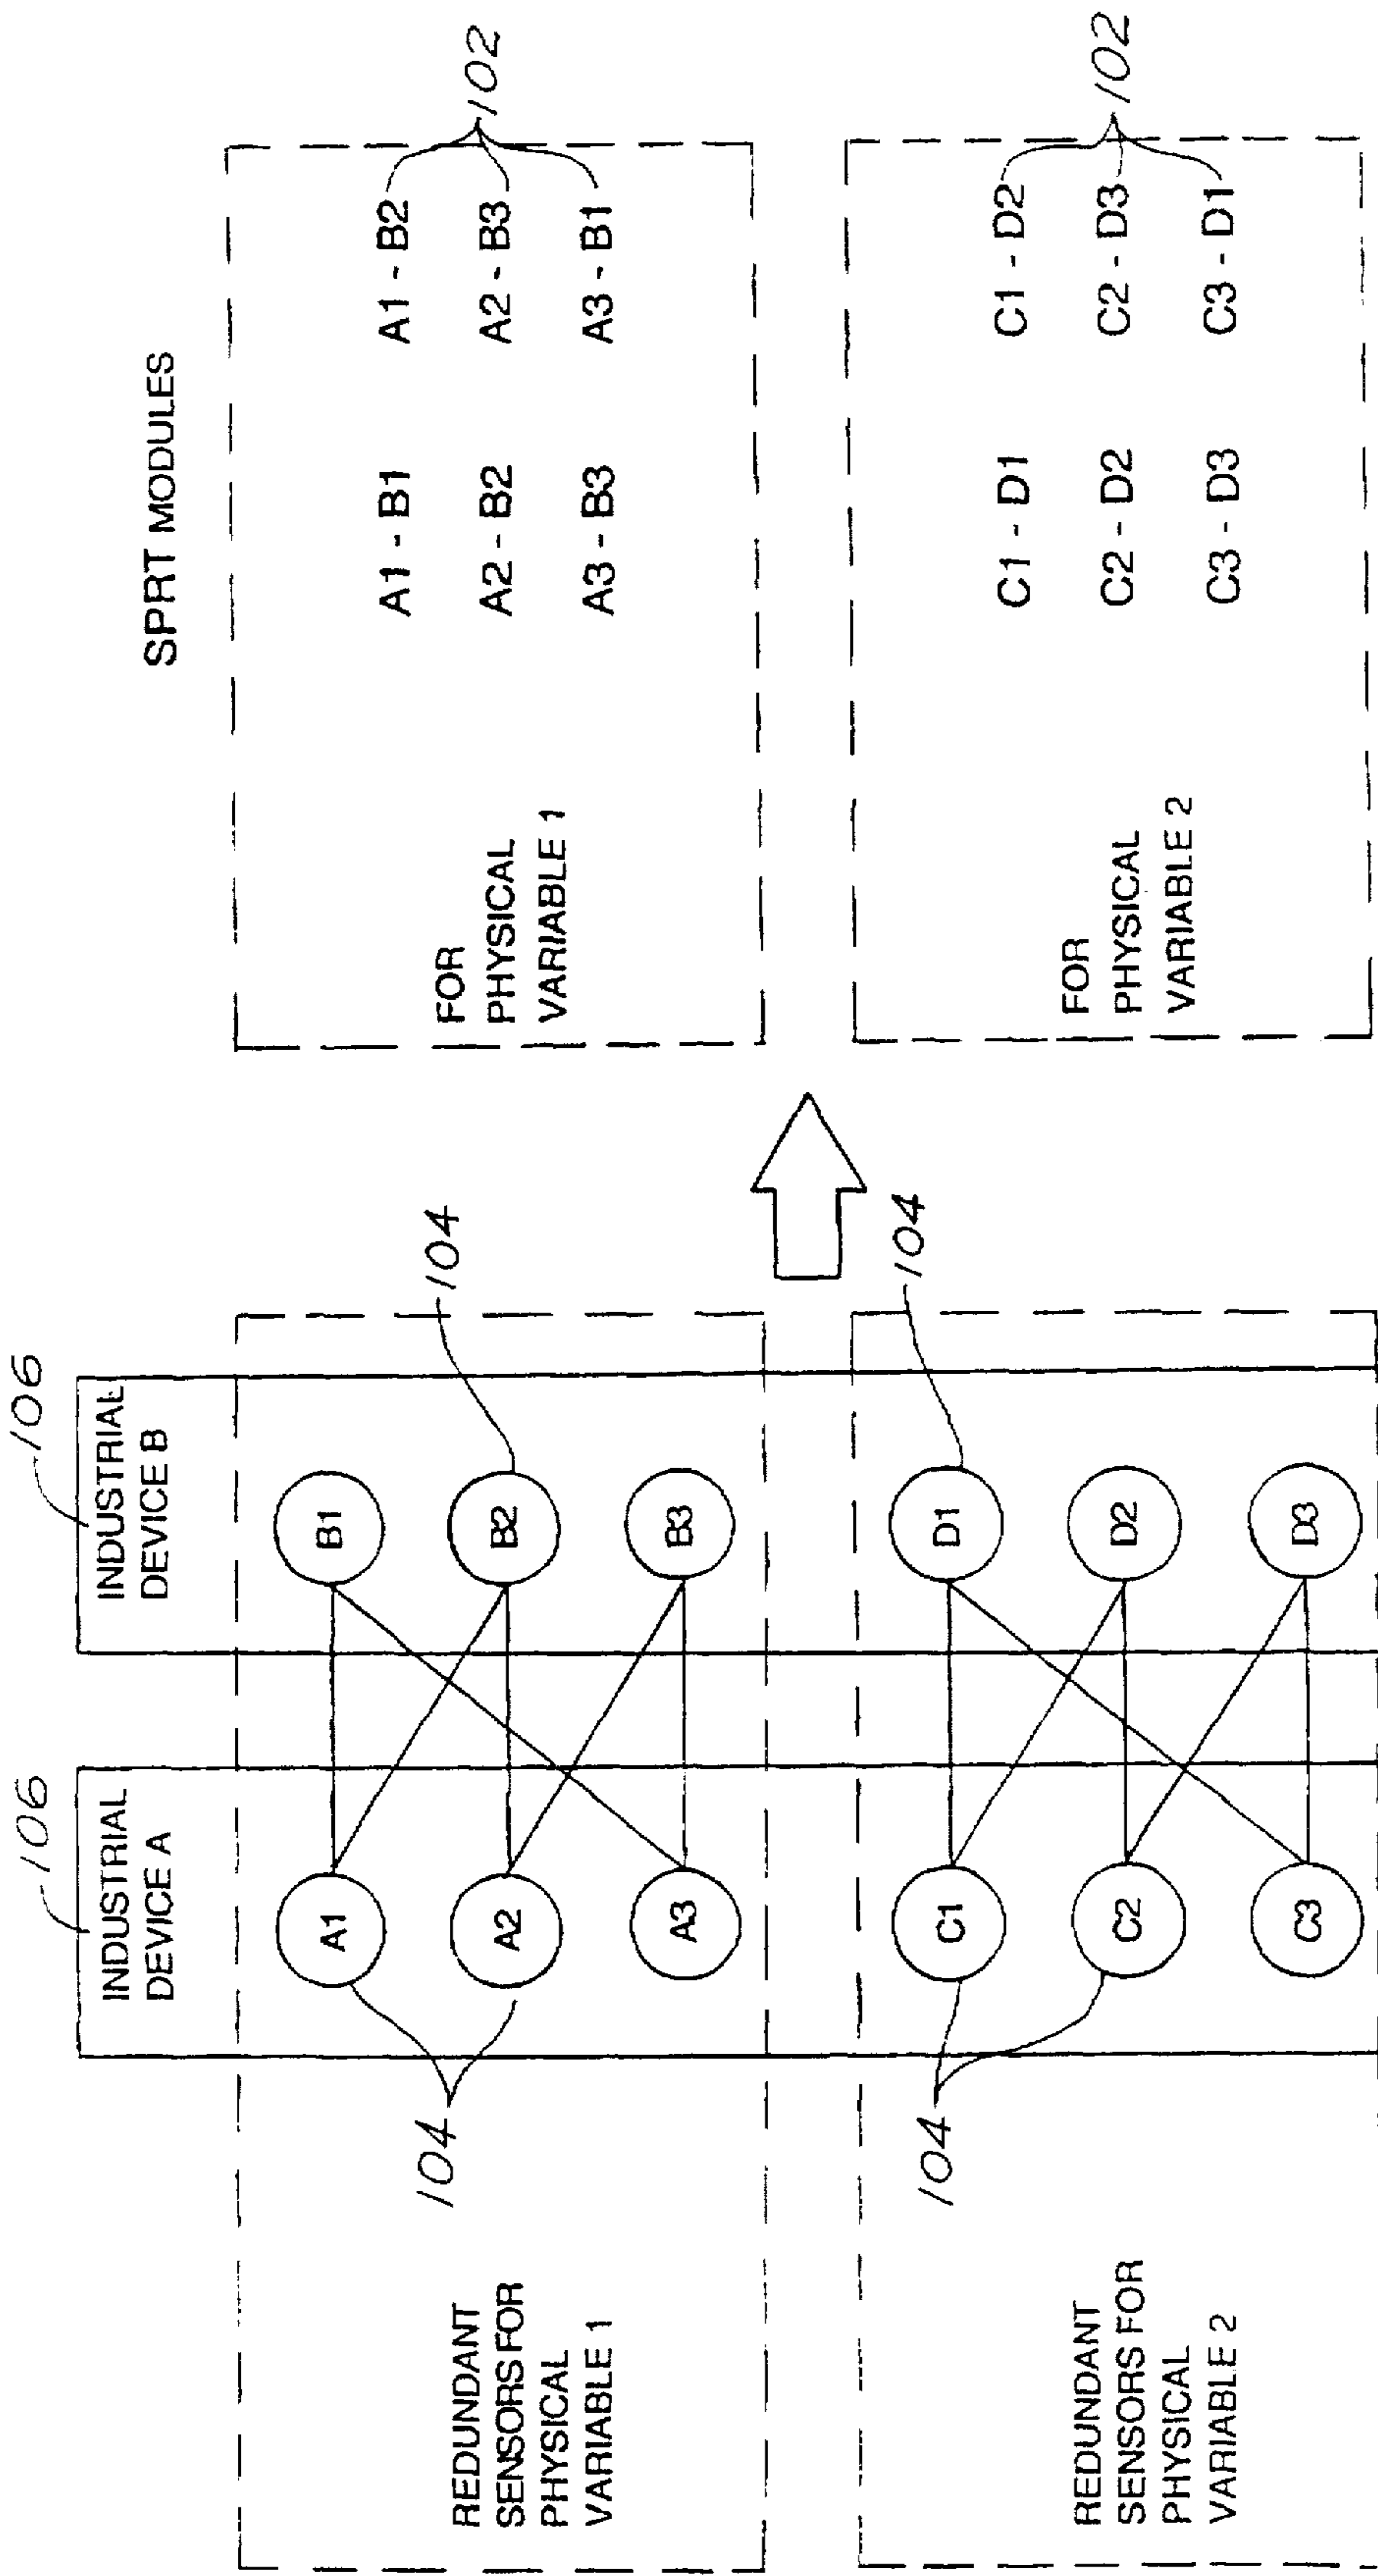 106
106
INDUSTRIAL
DEVICE A
INDUSTRIAL
DEVICE B
REDUNDANT
SENSORS FOR
PHYSICAL
VARIABLE 1
104
A1
A2
A3
B1
B2
B3
104
REDUNDANT
SENSORS FOR
PHYSICAL
VARIABLE 2
104
C1
C2
C3
D1
D2
D3
104
SPRT MODULES
FOR
PHYSICAL
VARIABLE 1
A1 - B1 A1 - B2
A2 - B2 A2 - B3
A3 - B3 A3 - B1
102
FOR
PHYSICAL
VARIABLE 2
C1 - D1 C1 - D2
C2 - D2 C2 - D3
C3 - D3 C3 - D1
102